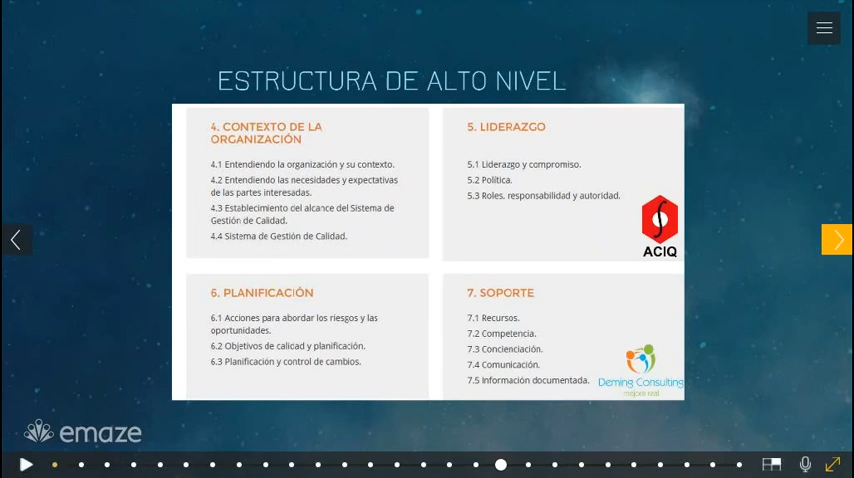 ESTRUCTURA DE ALTO NIVEL
4. CONTEXTO DE LA
ORGANIZACIÓN
4.1 Entendiendo la organización y su contexto.
4.2 Entendiendo las necesidades y expectativas
de las partes interesadas.
4.3 Establecimiento del alcance del Sistema de
Gestión de Calidad.
4.4 Sistema de Gestión de Calidad.
5. LIDERAZGO
5.1 Liderazgo y compromiso.
5.2 Política.
5.3 Roles, responsabilidad y autoridad.
ACIQ
6. PLANIFICACIÓN
6.1 Acciones para abordar los riesgos y las
oportunidades.
6.2 Objetivos de calidad y planificación.
6.3 Planificación y control de cambios.
7. SOPORTE
7.1 Recursos.
7.2 Competencia.
7.3 Concienciación.
7.4 Comunicación.
7.5 Información documentada.
Deming Consulting
mejora real
emaze